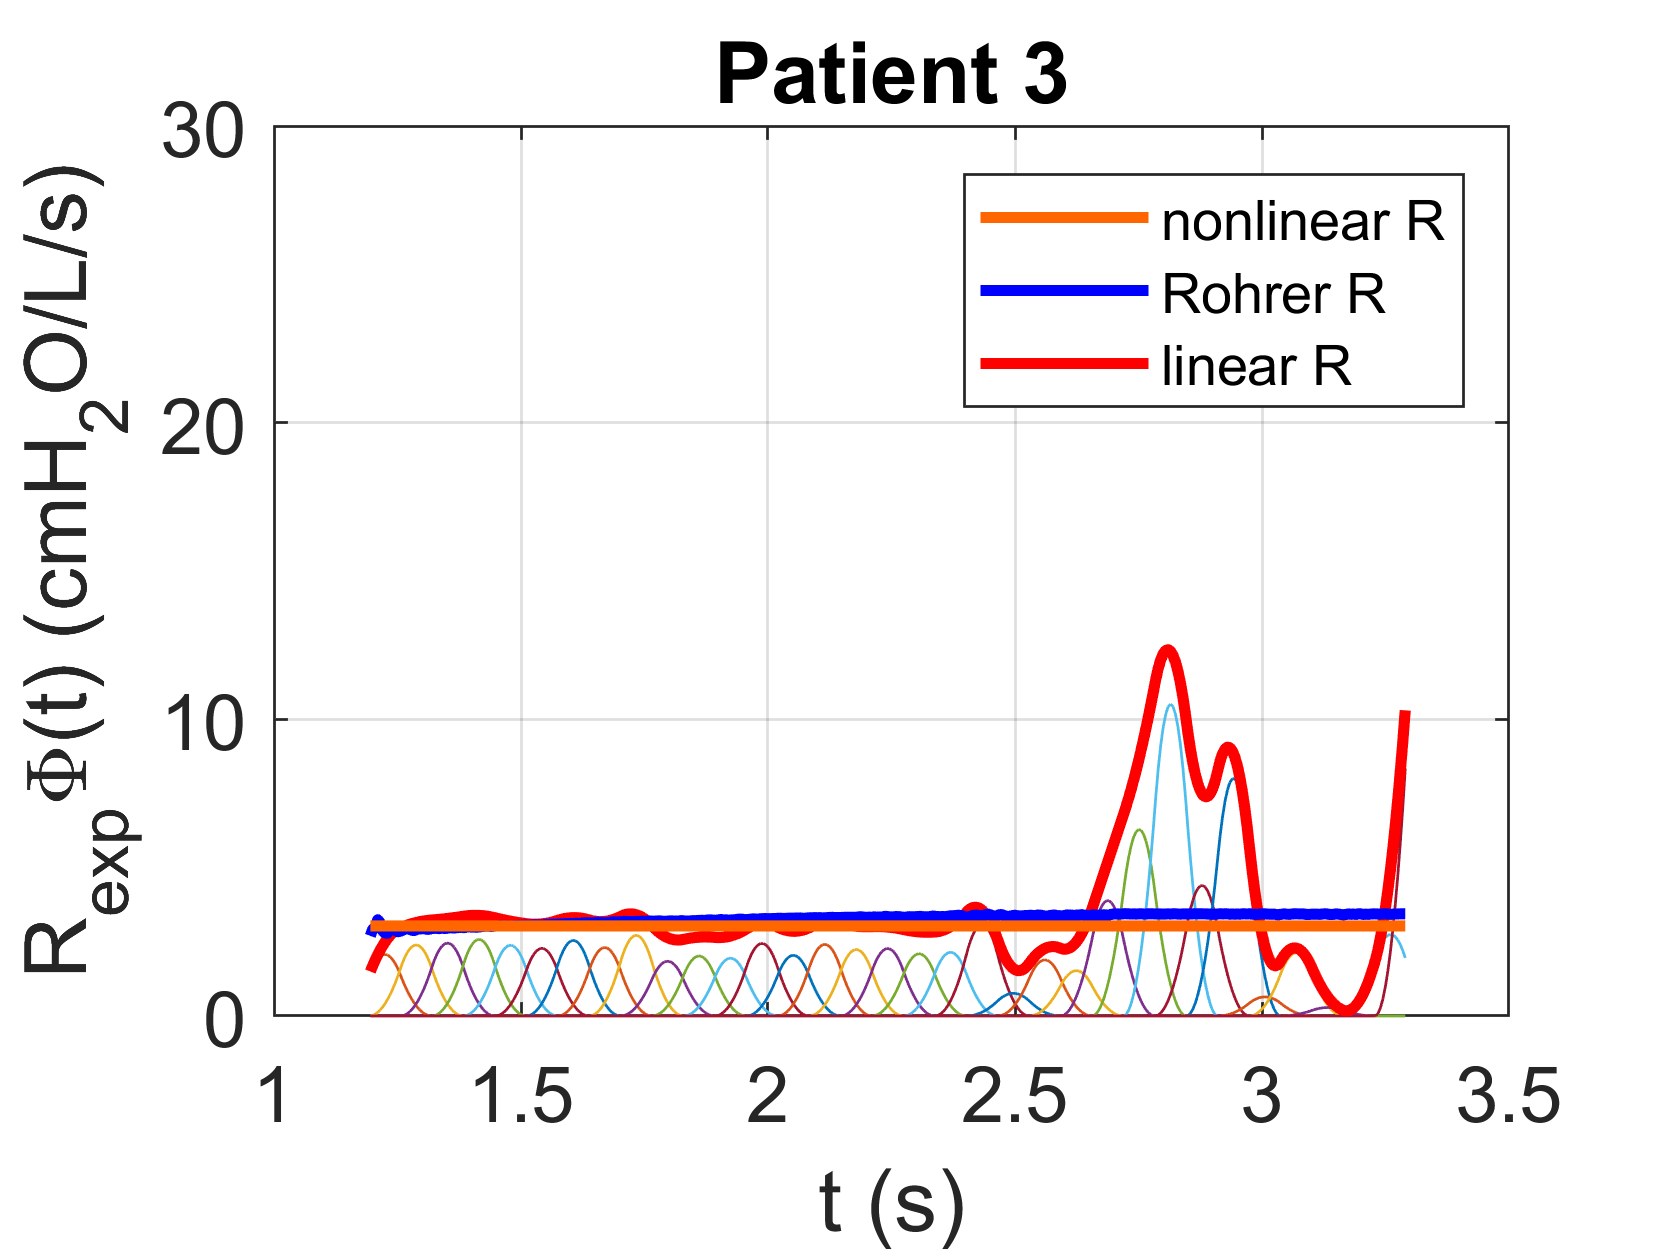 Patient 3
R_exp Φ(t) (cmH_2O/L/s)
30
20
10
0
nonlinear R
Rohrer R
linear R
1 1.5 2 2.5 3 3.5
t (s)